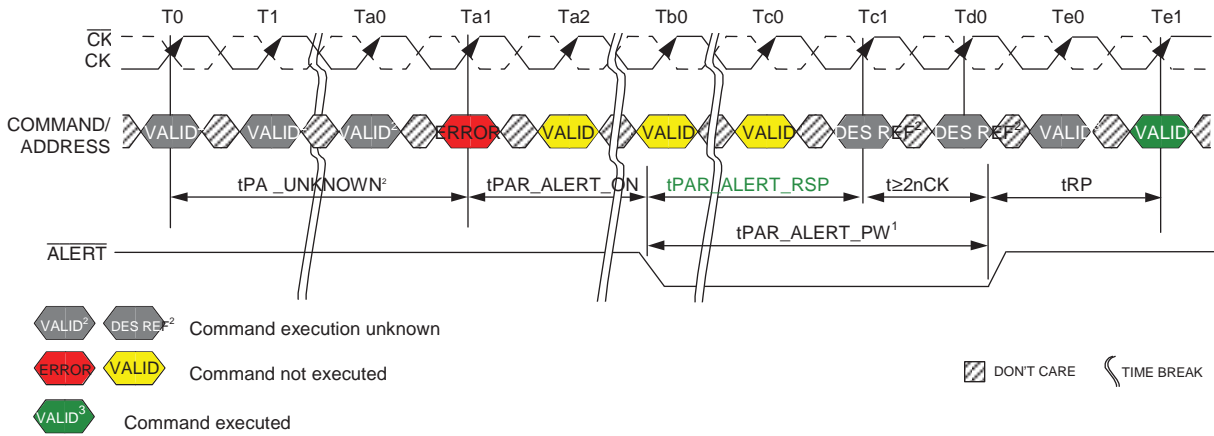 T0 T1 Ta0 Ta1 Ta2 Tb0 Tc0 Tc1 Td0 Te0 Te1
CK
CK
COMMAND/
ADDRESS
VALID² VALID² VALID² ERROR VALID VALID VALID DES REF² DES REF² VALID VALID
tPA _UNKNOWN² tPAR_ALERT_ON tPAR_ALERT_RSP t≥2nCK tRP
tPAR_ALERT_PW¹
ALERT
VALID² DES REF² Command execution unknown
ERROR VALID Command not executed
DON'T CARE TIME BREAK
VALID³ Command executed